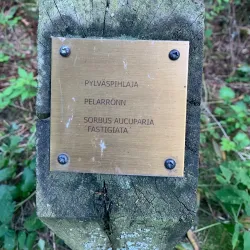 PYLVÄSPIHLAJA
PELARRÖNN
SORBUS AUCUPARIA
FASTIGIATA